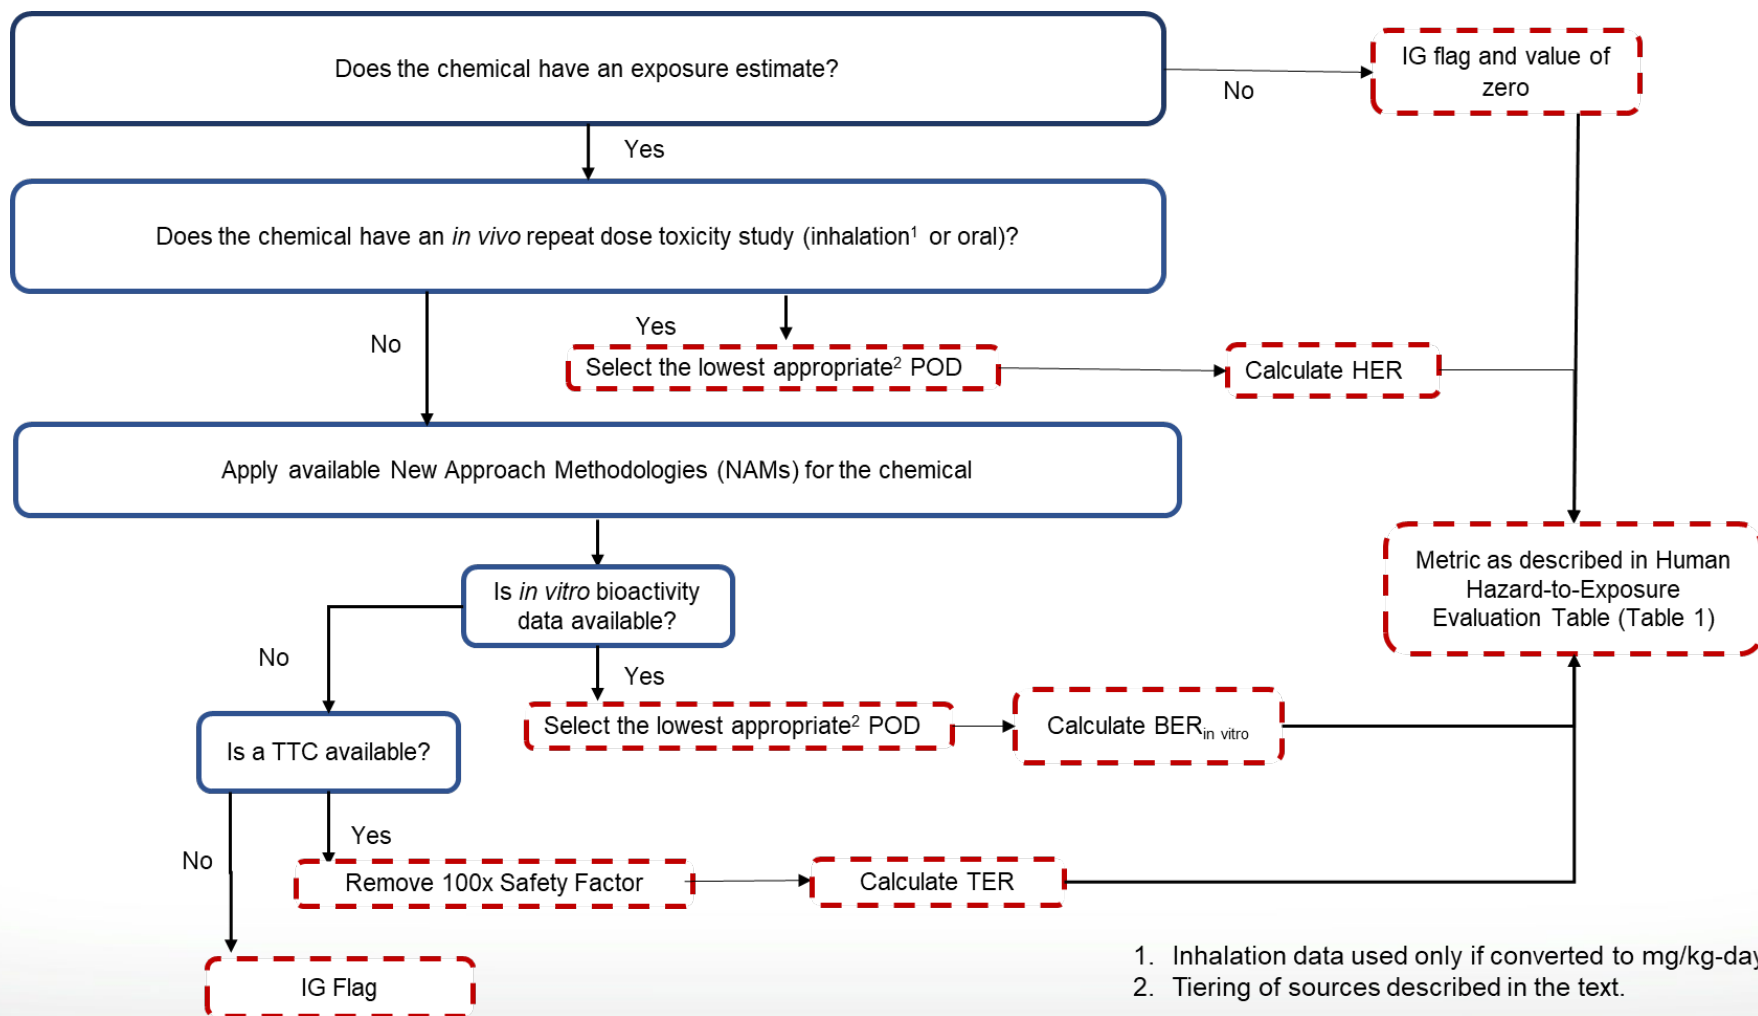 Does the chemical have an exposure estimate?
IG flag and value of
zero
No
Yes
Does the chemical have an in vivo repeat dose toxicity study (inhalation¹ or oral)?
Yes
No
Select the lowest appropriate² POD
Calculate HER
Apply available New Approach Methodologies (NAMs) for the chemical
Metric as described in Human
Hazard-to-Exposure
Evaluation Table (Table 1)
Is in vitro bioactivity
data available?
No
Yes
Select the lowest appropriate² POD
Calculate BER in vitro
Is a TTC available?
Yes
No
Remove 100x Safety Factor
Calculate TER
IG Flag
1. Inhalation data used only if converted to mg/kg-day
2. Tiering of sources described in the text.